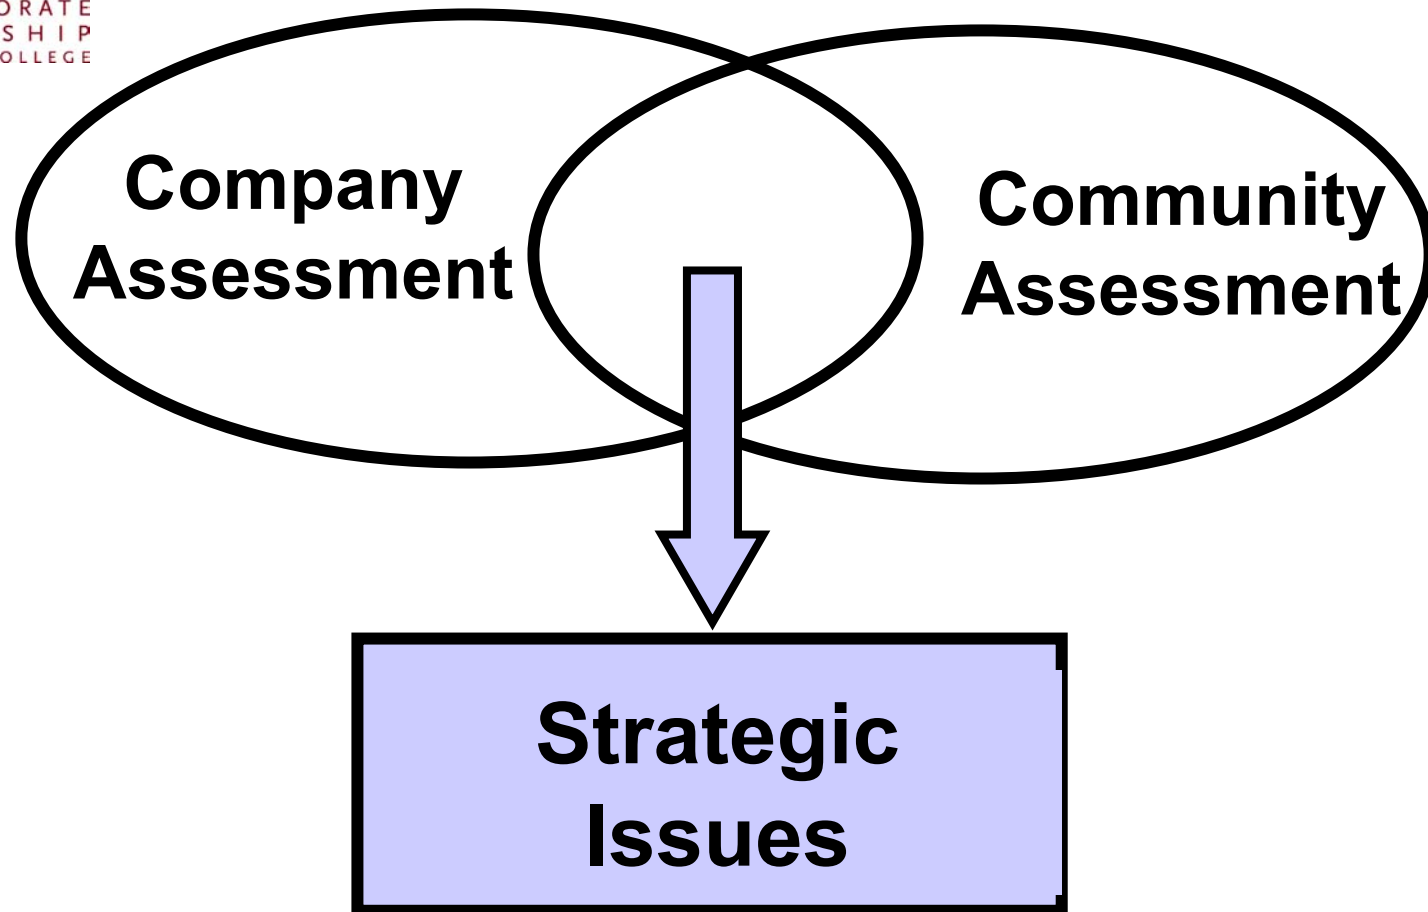 Company
Assessment
Community
Assessment
Strategic
Issues